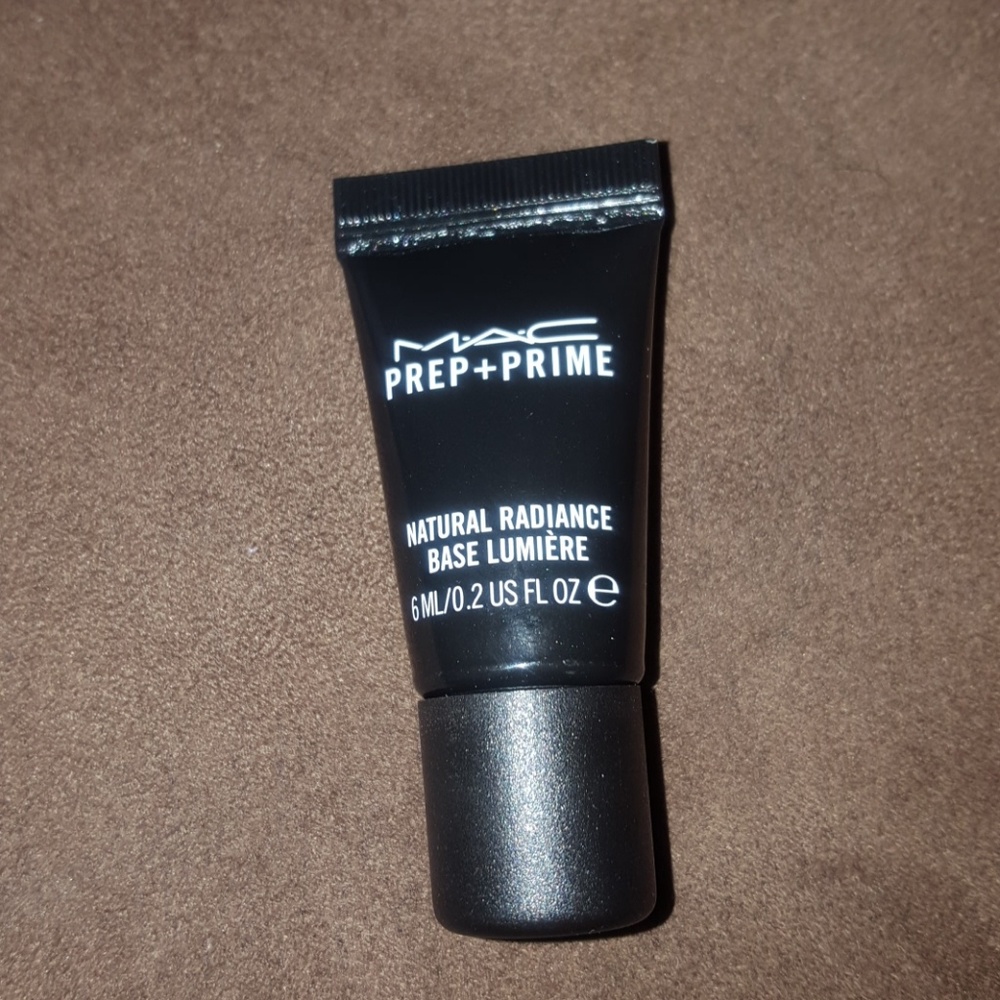 M·A·C
PREP+PRIME
NATURAL RADIANCE
BASE LUMIÈRE
6 ML/0.2 US FL OZ ℮